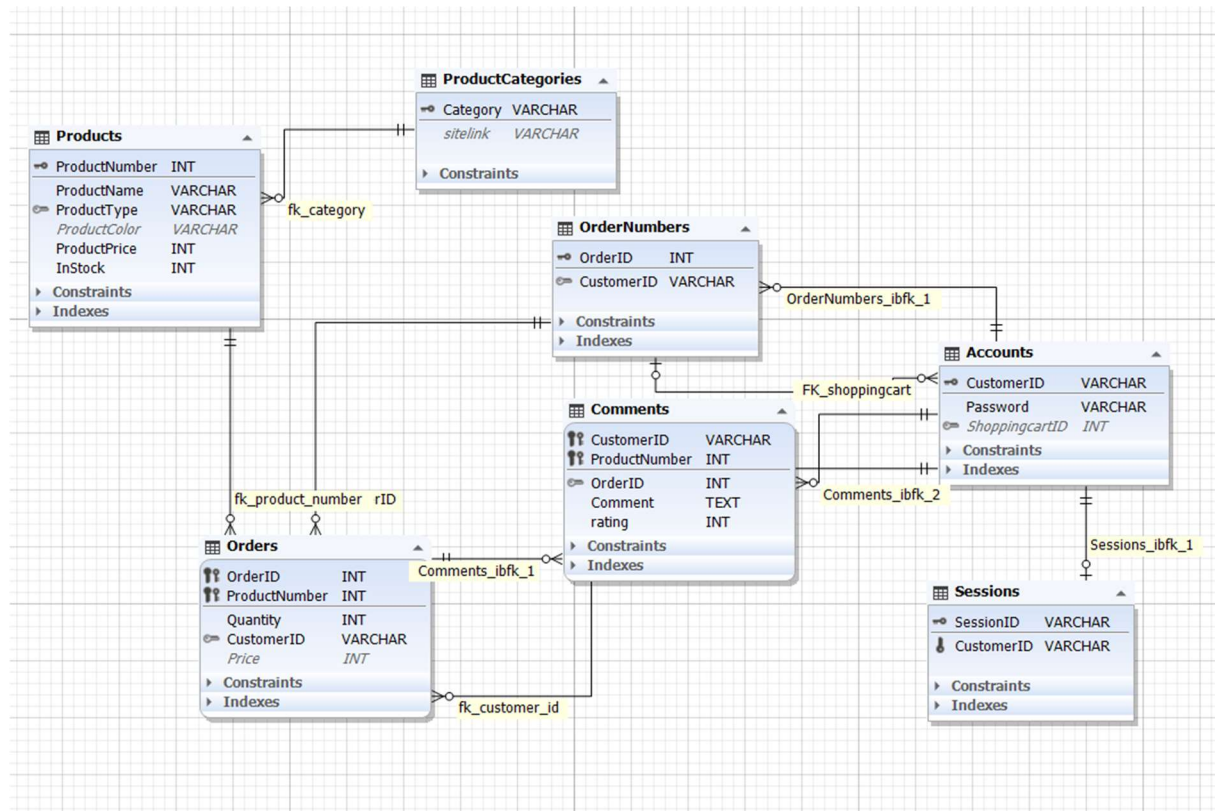 ProductCategories
Category VARCHAR
sitelink VARCHAR
Constraints
Products
ProductNumber INT
ProductName VARCHAR
ProductType VARCHAR
ProductColor VARCHAR
ProductPrice INT
InStock INT
Constraints
Indexes
fk_category
OrderNumbers
OrderID INT
CustomerID VARCHAR
Constraints
Indexes
OrderNumbers_ibfk_1
Accounts
CustomerID VARCHAR
Password VARCHAR
ShoppingcartID INT
Constraints
Indexes
FK_shoppingcart
Comments
CustomerID VARCHAR
ProductNumber INT
OrderID INT
Comment TEXT
rating INT
Constraints
Indexes
Comments_ibfk_2
fk_product_number rID
Orders
OrderID INT
ProductNumber INT
Quantity INT
CustomerID VARCHAR
Price INT
Constraints
Indexes
Comments_ibfk_1
fk_customer_id
Sessions_ibfk_1
Sessions
SessionID VARCHAR
CustomerID VARCHAR
Constraints
Indexes